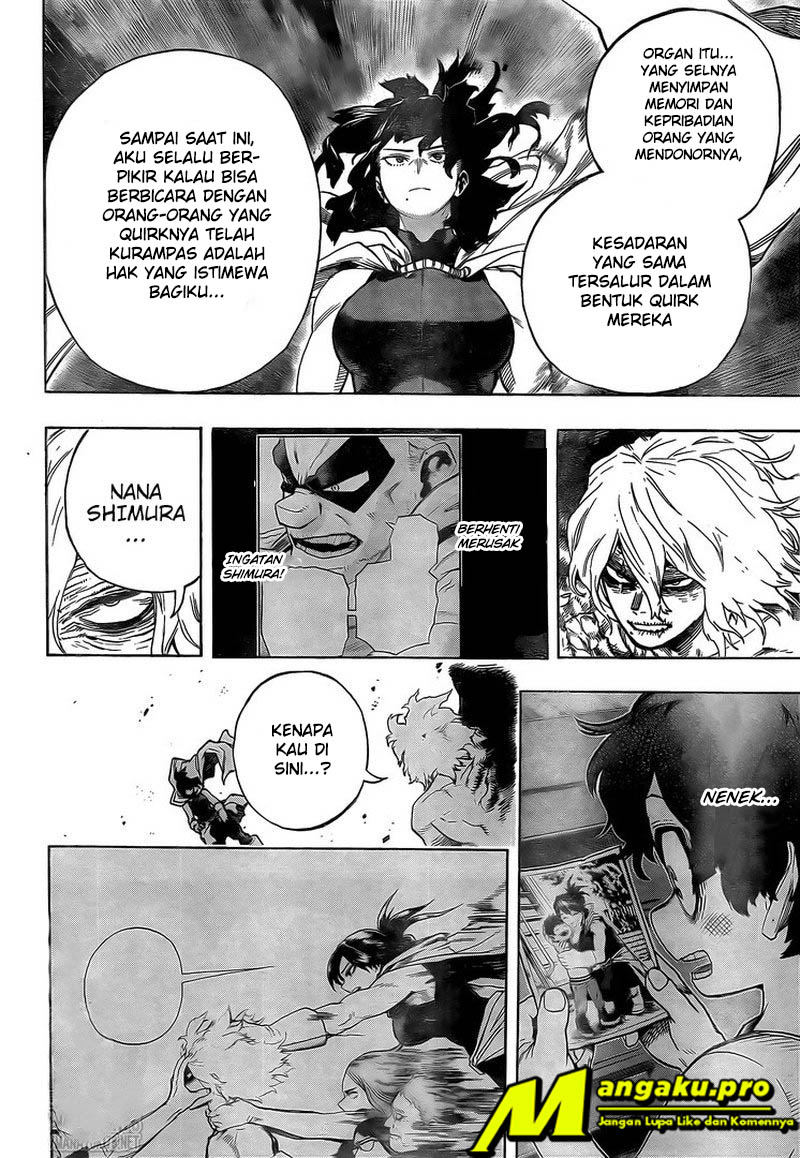 ORGAN ITU...
YANG SELNYA
MENYIMPAN
MEMORI DAN
KEPRIBADIAN
ORANG YANG
MENDONORNYA,
KESADARAN
YANG SAMA
TERSALUR DALAM
BENTUK QUIRK
MEREKA
SAMPAI SAAT INI,
AKU SELALU BER-
PIKIR KALAU BISA
BERBICARA DENGAN
ORANG-ORANG YANG
QUIRKNYA TELAH
KURAMPAS ADALAH
HAK YANG ISTIMEWA
BAGIKU...
BERHENTI
MERUSAK
INGATAN
SHIMURA!
NANA
SHIMURA
...
NENEK...
KENAPA
KAU DI
SINI...?
Mangaku.pro
Jangan Lupa Like dan Komennya